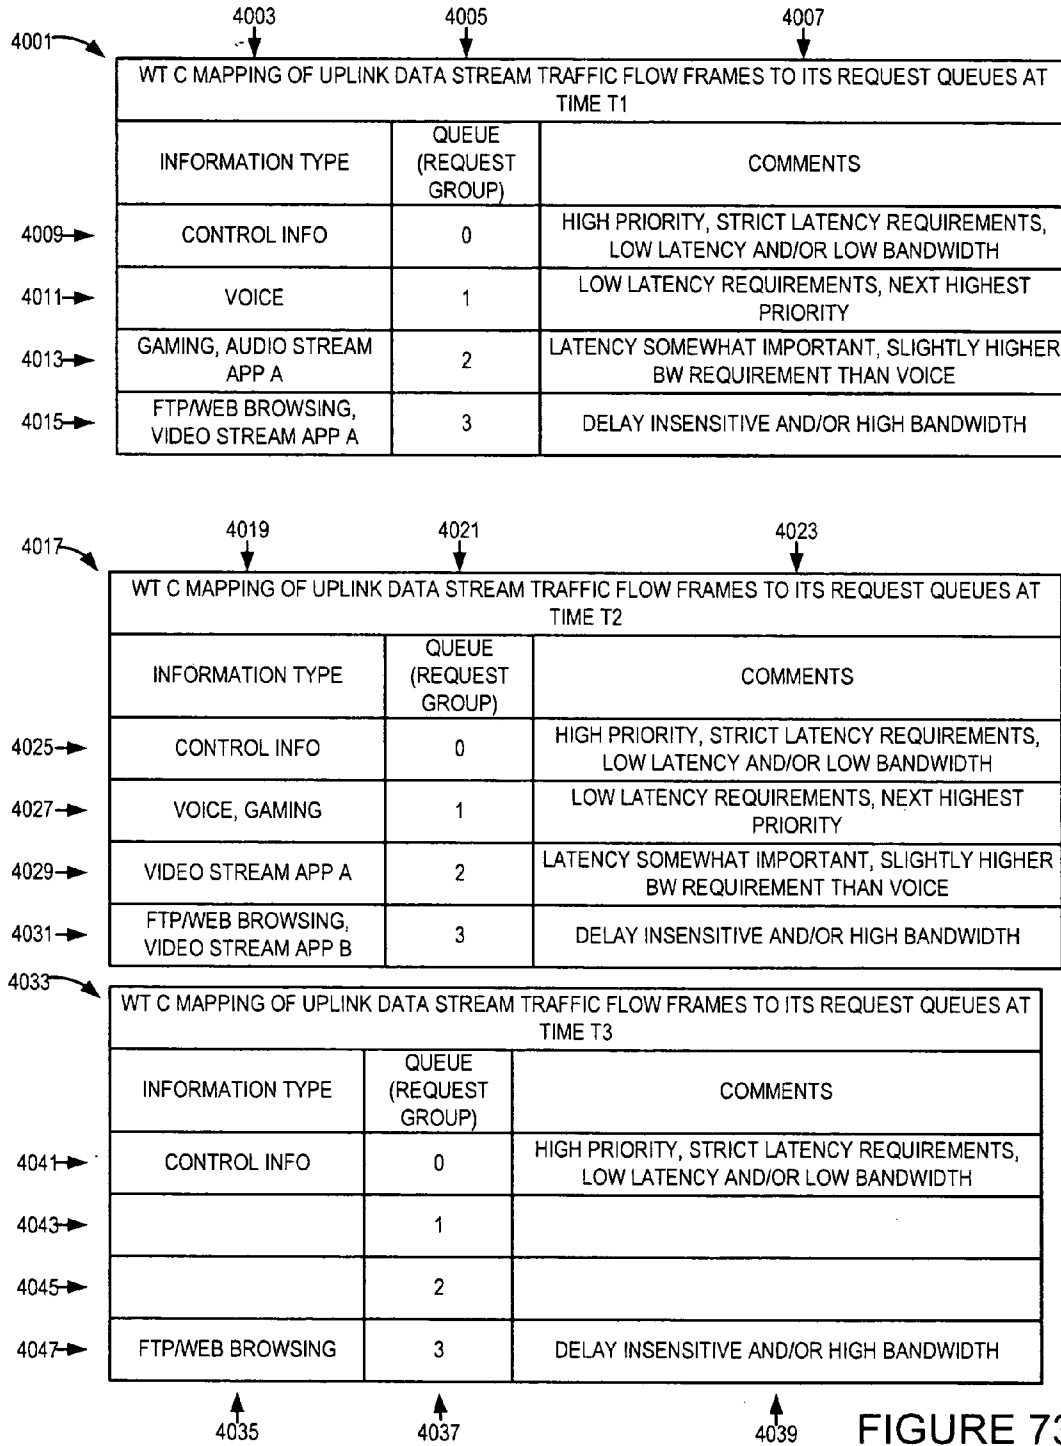 4003 4005 4007
4001
WT C MAPPING OF UPLINK DATA STREAM TRAFFIC FLOW FRAMES TO ITS REQUEST QUEUES AT
TIME T1
INFORMATION TYPE
QUEUE
(REQUEST
GROUP)
COMMENTS
4009
CONTROL INFO
0
HIGH PRIORITY, STRICT LATENCY REQUIREMENTS,
LOW LATENCY AND/OR LOW BANDWIDTH
4011
VOICE
1
LOW LATENCY REQUIREMENTS, NEXT HIGHEST
PRIORITY
4013
GAMING, AUDIO STREAM
APP A
2
LATENCY SOMEWHAT IMPORTANT, SLIGHTLY HIGHER
BW REQUIREMENT THAN VOICE
4015
FTP/WEB BROWSING,
VIDEO STREAM APP A
3
DELAY INSENSITIVE AND/OR HIGH BANDWIDTH
4019 4021 4023
4017
WT C MAPPING OF UPLINK DATA STREAM TRAFFIC FLOW FRAMES TO ITS REQUEST QUEUES AT
TIME T2
INFORMATION TYPE
QUEUE
(REQUEST
GROUP)
COMMENTS
4025
CONTROL INFO
0
HIGH PRIORITY, STRICT LATENCY REQUIREMENTS,
LOW LATENCY AND/OR LOW BANDWIDTH
4027
VOICE, GAMING
1
LOW LATENCY REQUIREMENTS, NEXT HIGHEST
PRIORITY
4029
VIDEO STREAM APP A
2
LATENCY SOMEWHAT IMPORTANT, SLIGHTLY HIGHER
BW REQUIREMENT THAN VOICE
4031
FTP/WEB BROWSING,
VIDEO STREAM APP B
3
DELAY INSENSITIVE AND/OR HIGH BANDWIDTH
4033
WT C MAPPING OF UPLINK DATA STREAM TRAFFIC FLOW FRAMES TO ITS REQUEST QUEUES AT
TIME T3
INFORMATION TYPE
QUEUE
(REQUEST
GROUP)
COMMENTS
4041
CONTROL INFO
0
HIGH PRIORITY, STRICT LATENCY REQUIREMENTS,
LOW LATENCY AND/OR LOW BANDWIDTH
4043
1
4045
2
4047
FTP/WEB BROWSING
3
DELAY INSENSITIVE AND/OR HIGH BANDWIDTH
4035 4037 4039
FIGURE 73